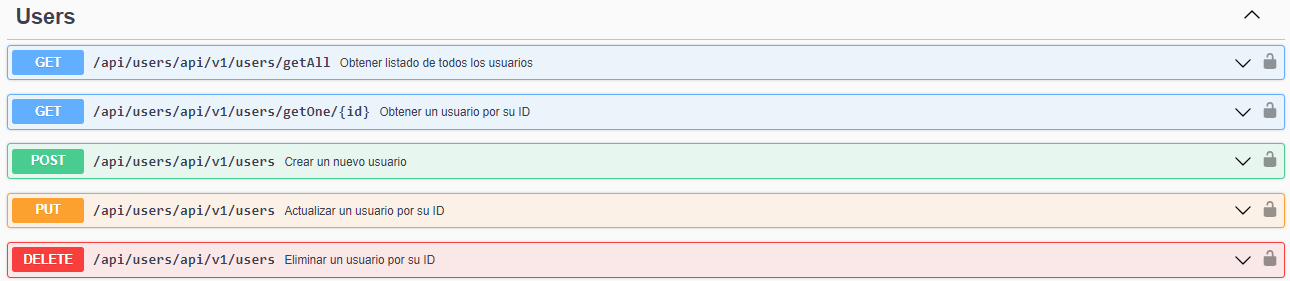 Users
GET /api/users/api/v1/users/getAll Obtener listado de todos los usuarios
GET /api/users/api/v1/users/getOne/{id} Obtener un usuario por su ID
POST /api/users/api/v1/users Crear un nuevo usuario
PUT /api/users/api/v1/users Actualizar un usuario por su ID
DELETE /api/users/api/v1/users Eliminar un usuario por su ID